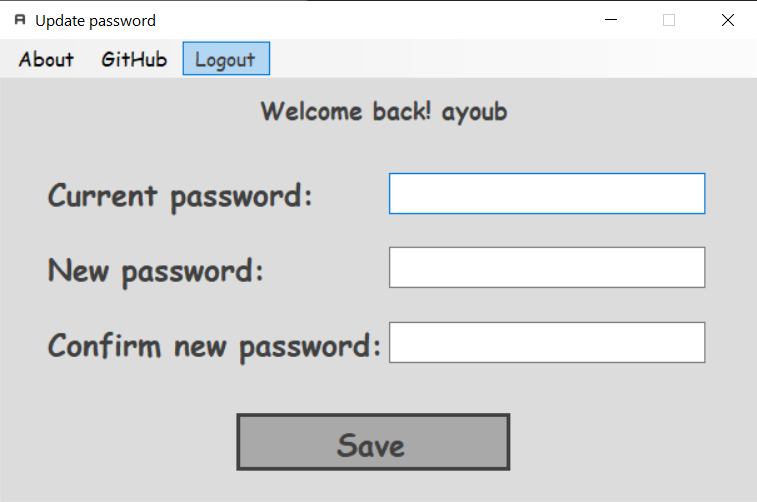 Update password
About GitHub Logout
Welcome back! ayoub
Current password:
New password:
Confirm new password:
Save